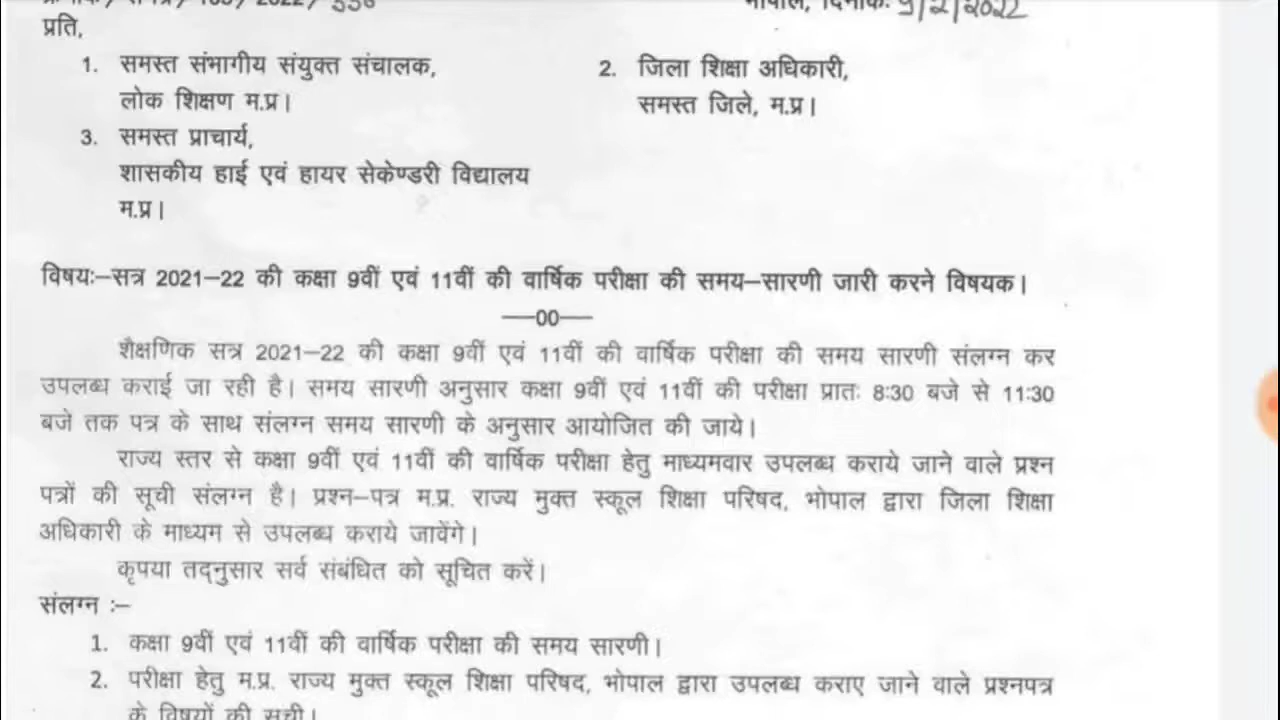 भोपाल, दिनांक: 9/2/2022
प्रति,
1. समस्त संभागीय संयुक्त संचालक,
लोक शिक्षण म.प्र।
2. जिला शिक्षा अधिकारी,
समस्त जिले, म.प्र।
3. समस्त प्राचार्य,
शासकीय हाई एवं हायर सेकेण्डरी विद्यालय
म.प्र।
विषयः–सत्र 2021–22 की कक्षा 9वीं एवं 11वीं की वार्षिक परीक्षा की समय–सारणी जारी करने विषयक।
––00––
शैक्षणिक सत्र 2021–22 की कक्षा 9वीं एवं 11वीं की वार्षिक परीक्षा की समय सारणी संलग्न कर
उपलब्ध कराई जा रही है। समय सारणी अनुसार कक्षा 9वीं एवं 11वीं की परीक्षा प्रातः 8:30 बजे से 11:30
बजे तक पत्र के साथ संलग्न समय सारणी के अनुसार आयोजित की जाये।
राज्य स्तर से कक्षा 9वीं एवं 11वीं की वार्षिक परीक्षा हेतु माध्यमवार उपलब्ध कराये जाने वाले प्रश्न
पत्रों की सूची संलग्न है। प्रश्न–पत्र म.प्र. राज्य मुक्त स्कूल शिक्षा परिषद, भोपाल द्वारा जिला शिक्षा
अधिकारी के माध्यम से उपलब्ध कराये जावेंगे।
कृपया तद्नुसार सर्व संबंधित को सूचित करें।
संलग्न :–
1. कक्षा 9वीं एवं 11वीं की वार्षिक परीक्षा की समय सारणी।
2. परीक्षा हेतु म.प्र. राज्य मुक्त स्कूल शिक्षा परिषद, भोपाल द्वारा उपलब्ध कराए जाने वाले प्रश्नपत्र
के विषयों की सूची।